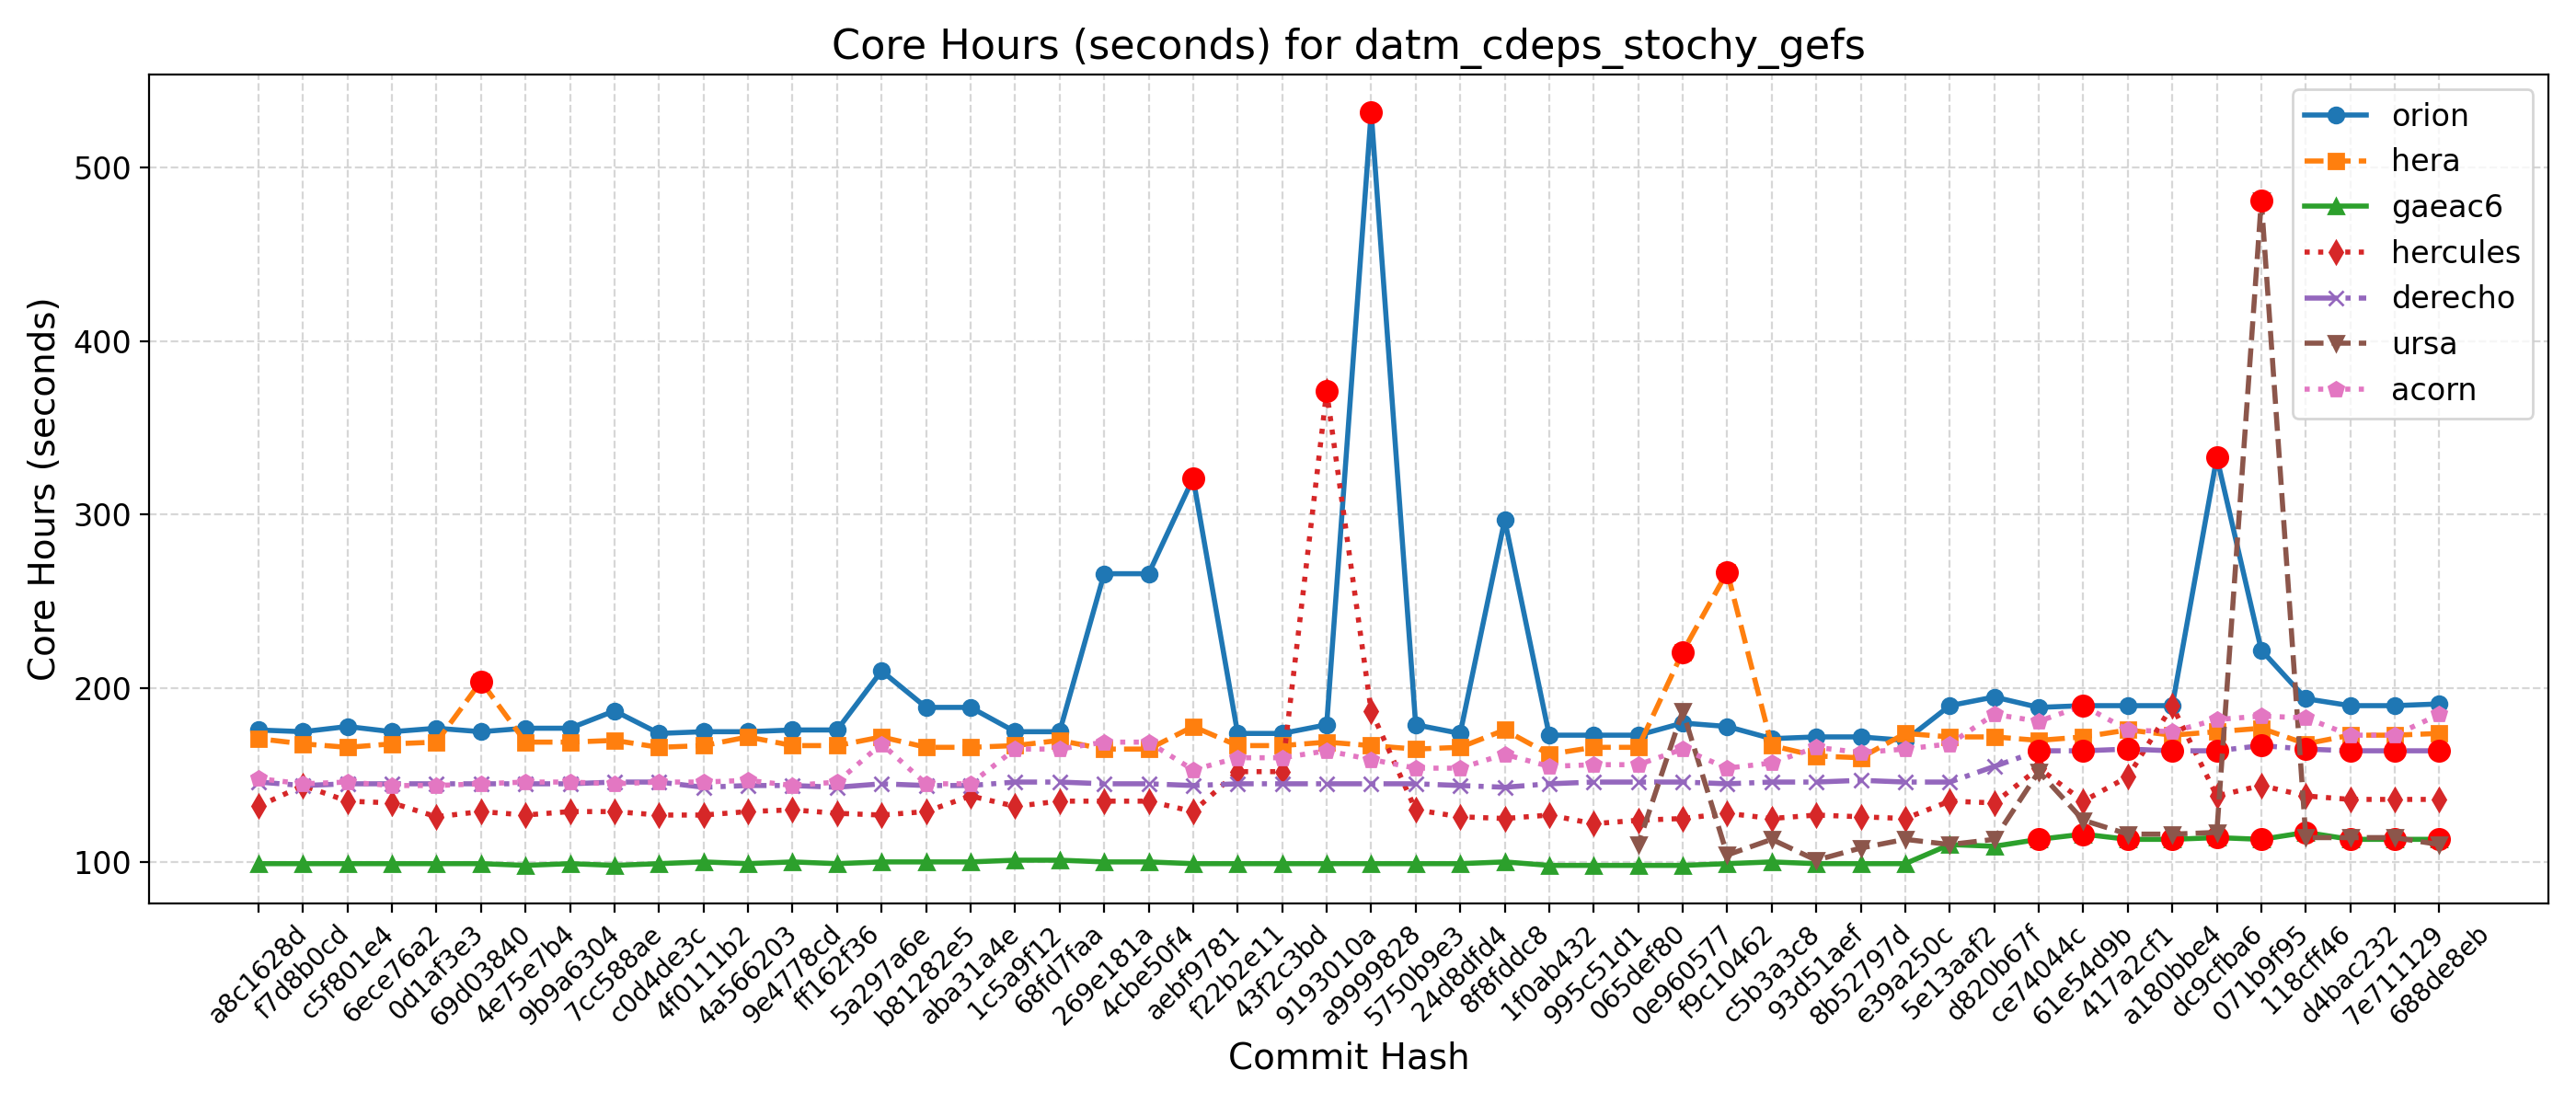 Core Hours (seconds) for datm_cdeps_stochy_gefs
Core Hours (seconds)
500
400
300
200
100
orion
hera
gaeac6
hercules
derecho
ursa
acorn
a8c1628d
f7d8b0cd
c5f801e4
6ece76a2
0d1af3e3
69d03840
4e75e7b4
9b9a6304
7cc588ae
c0d4de3c
4f0111b2
4a566203
9e4778cd
ff162f36
5a297a6e
b81282e5
aba31a4e
1c5a9f12
68fd7faa
269e181a
4cbe50f4
aebf9781
f22b2e11
43f2c3bd
9193010a
a9999828
5750b9e3
24d8dfd4
8f8fddc8
1f0ab432
995c51d1
065def80
0e960577
f9c10462
c5b3a3c8
93d51aef
8b52797d
e39a250c
5e13aaf2
d820b67f
ce74044c
61e54d9b
417a2cf1
a180bbe4
dc9cfba6
071b9f95
118cff46
d4bac232
7e711129
688de8eb
Commit Hash